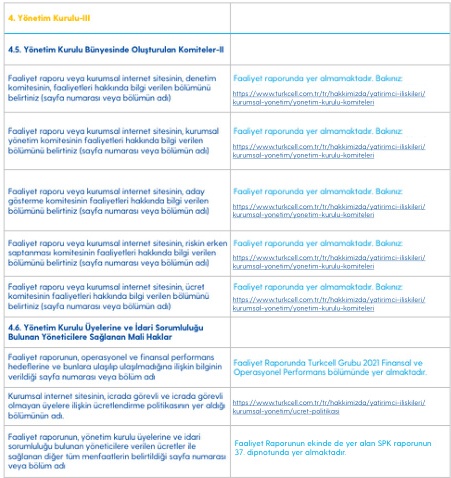 4. Yönetim Kurulu-III
4.5. Yönetim Kurulu Bünyesinde Oluşturulan Komiteler-II
Faaliyet raporu veya kurumsal internet sitesinin, denetim
komitesinin, faaliyetleri hakkında bilgi verilen bölümünü
belirtiniz (sayfa numarası veya bölümün adı)
Faaliyet raporunda yer almamaktadır. Bakınız:
https://www.turkcell.com.tr/tr/hakkimizda/yatirimci-iliskileri/
kurumsal-yonetim/yonetim-kurulu-komiteleri
Faaliyet raporu veya kurumsal internet sitesinin, kurumsal
yönetim komitesinin faaliyetleri hakkında bilgi verilen
bölümünü belirtiniz (sayfa numarası veya bölümün adı)
Faaliyet raporunda yer almamaktadır. Bakınız:
https://www.turkcell.com.tr/tr/hakkimizda/yatirimci-iliskileri/
kurumsal-yonetim/yonetim-kurulu-komiteleri
Faaliyet raporu veya kurumsal internet sitesinin, aday
gösterme komitesinin faaliyetleri hakkında bilgi verilen
bölümünü belirtiniz (sayfa numarası veya bölümün adı)
Faaliyet raporunda yer almamaktadır. Bakınız:
https://www.turkcell.com.tr/tr/hakkimizda/yatirimci-iliskileri/
kurumsal-yonetim/yonetim-kurulu-komiteleri
Faaliyet raporu veya kurumsal internet sitesinin, riskin erken
saptanması komitesinin faaliyetleri hakkında bilgi verilen
bölümünü belirtiniz (sayfa numarası veya bölümün adı)
Faaliyet raporunda yer almamaktadır. Bakınız:
https://www.turkcell.com.tr/tr/hakkimizda/yatirimci-iliskileri/
kurumsal-yonetim/yonetim-kurulu-komiteleri
Faaliyet raporu veya kurumsal internet sitesinin, ücret
komitesinin faaliyetleri hakkında bilgi verilen bölümünü
belirtiniz (sayfa numarası veya bölümün adı)
Faaliyet raporunda yer almamaktadır. Bakınız:
https://www.turkcell.com.tr/tr/hakkimizda/yatirimci-iliskileri/
kurumsal-yonetim/yonetim-kurulu-komiteleri
4.6. Yönetim Kurulu Üyelerine ve İdari Sorumluluğu
Bulunan Yöneticilere Sağlanan Mali Haklar
Faaliyet raporunun, operasyonel ve finansal performans
hedeflerine ve bunlara ulaşılıp ulaşılmadığına ilişkin bilginin
verildiği sayfa numarası veya bölüm adı
Faaliyet Raporunda Turkcell Grubu 2021 Finansal ve
Operasyonel Performans bölümünde yer almaktadır.
Kurumsal internet sitesinin, icrada görevli ve icrada görevli
olmayan üyelere ilişkin ücretlendirme politikasının yer aldığı
bölümünün adı.
https://www.turkcell.com.tr/tr/hakkimizda/yatirimci-iliskileri/
kurumsal-yonetim/ucret-politikasi
Faaliyet raporunun, yönetim kurulu üyelerine ve idari
sorumluluğu bulunan yöneticilere verilen ücretler ile
sağlanan diğer tüm menfaatlerin belirtildiği sayfa numarası
veya bölüm adı
Faaliyet Raporunun ekinde de yer alan SPK raporunun
37. dipnotunda yer almaktadır.